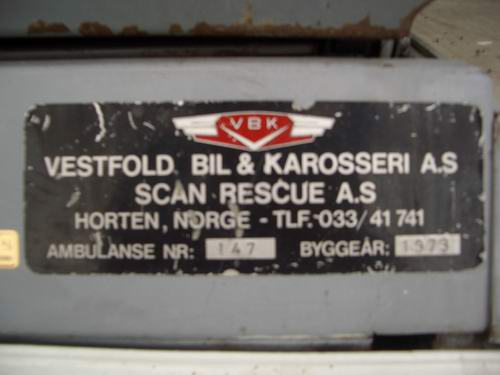 VBK
VESTFOLD BIL & KAROSSERI A.S
SCAN RESCUE A.S
HORTEN, NORGE - TLF. 033/41 741
AMBULANSE NR: 147 BYGGEÅR: 1973